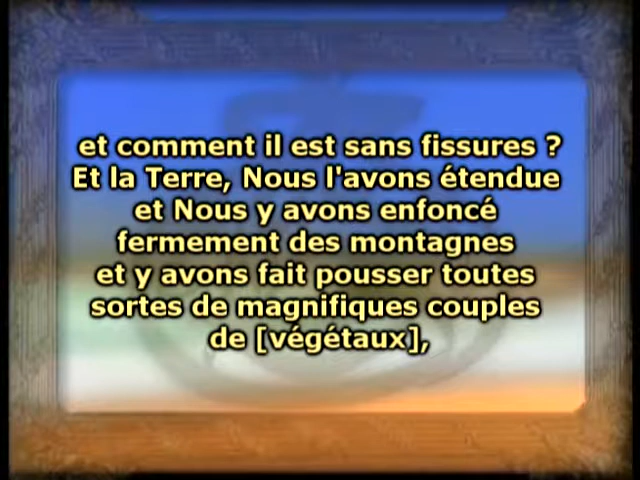 et comment il est sans fissures ?
Et la Terre, Nous l'avons étendue
et Nous y avons enfoncé
fermement des montagnes
et y avons fait pousser toutes
sortes de magnifiques couples
de [végétaux],